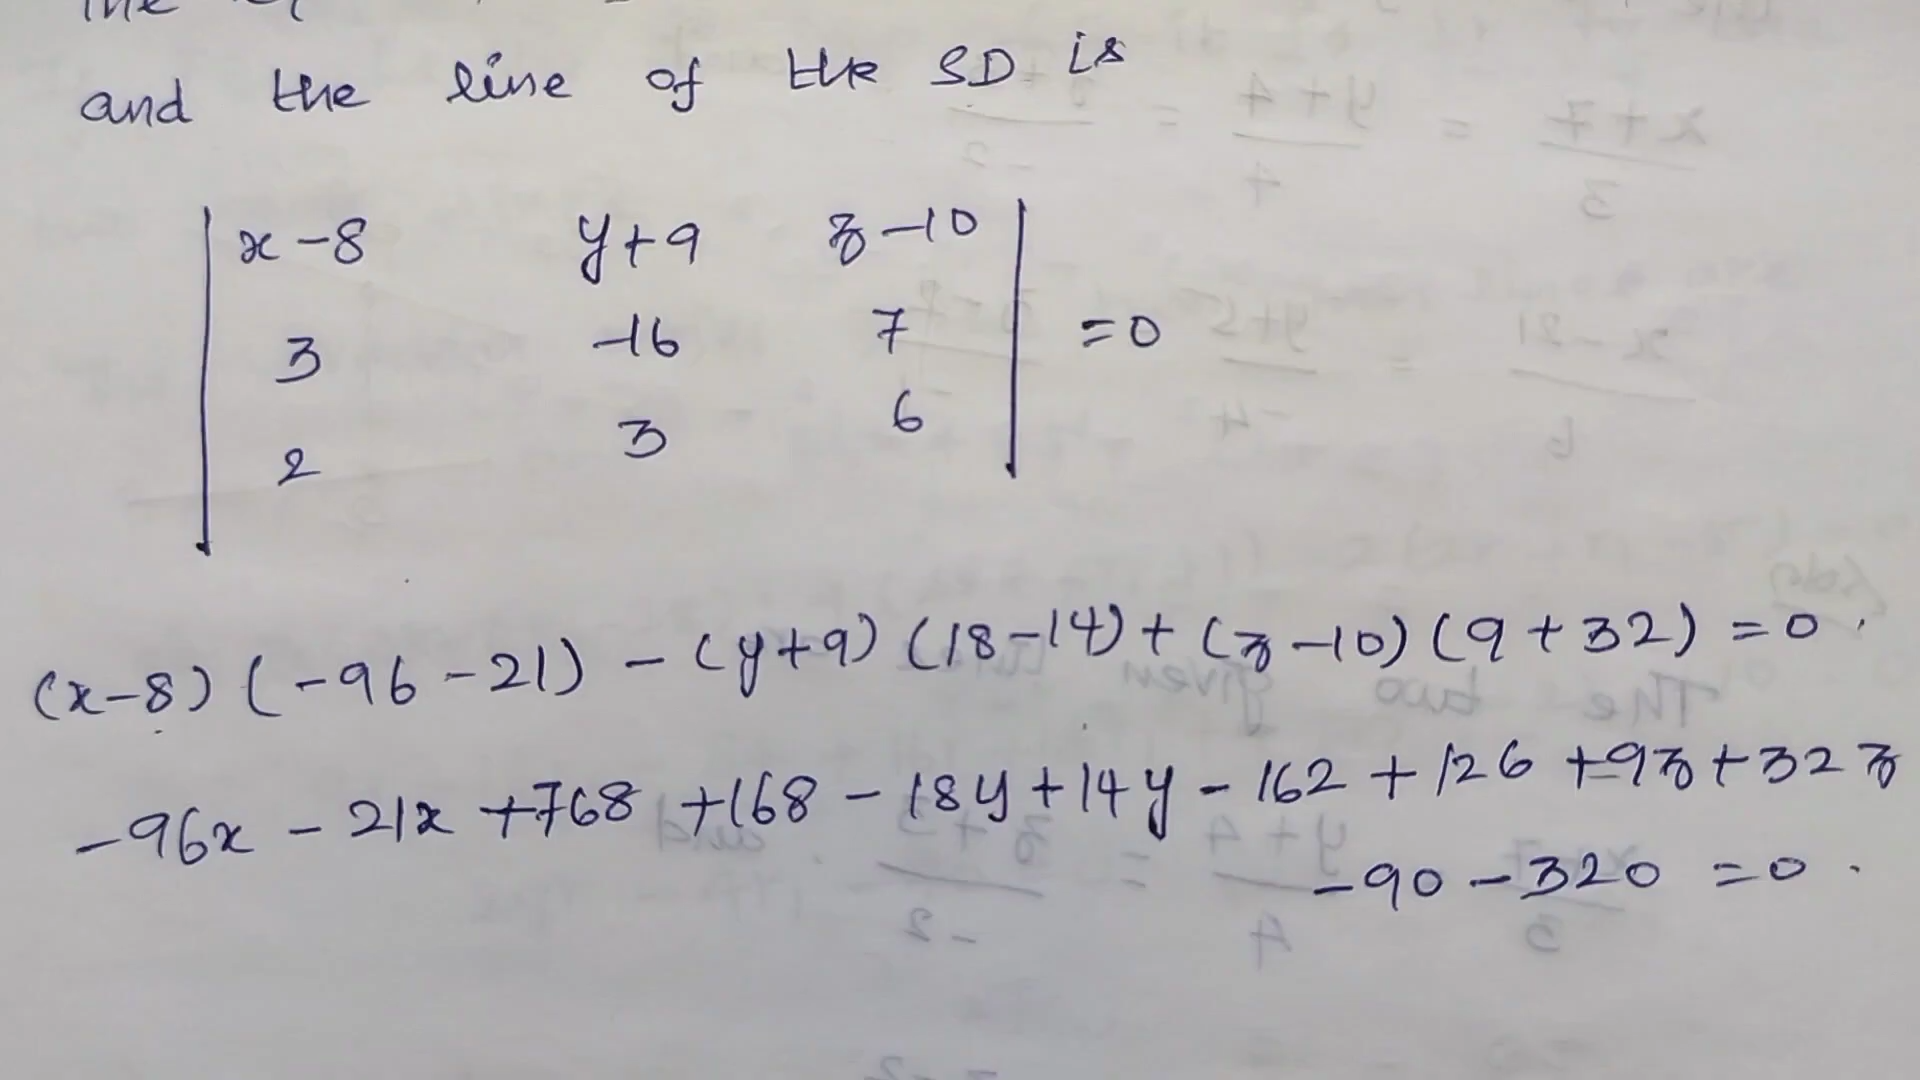 and the line of the SD is
x-8 y+9 z-10
3 -16 7 =0
2 3 6
(x-8) (-96-21) - (y+9) (18-14) + (z-10) (9+32) =0.
-96x - 21x +768 +168 - 18y +14y - 162 + 126 +9z+32z
-90 -320 =0.